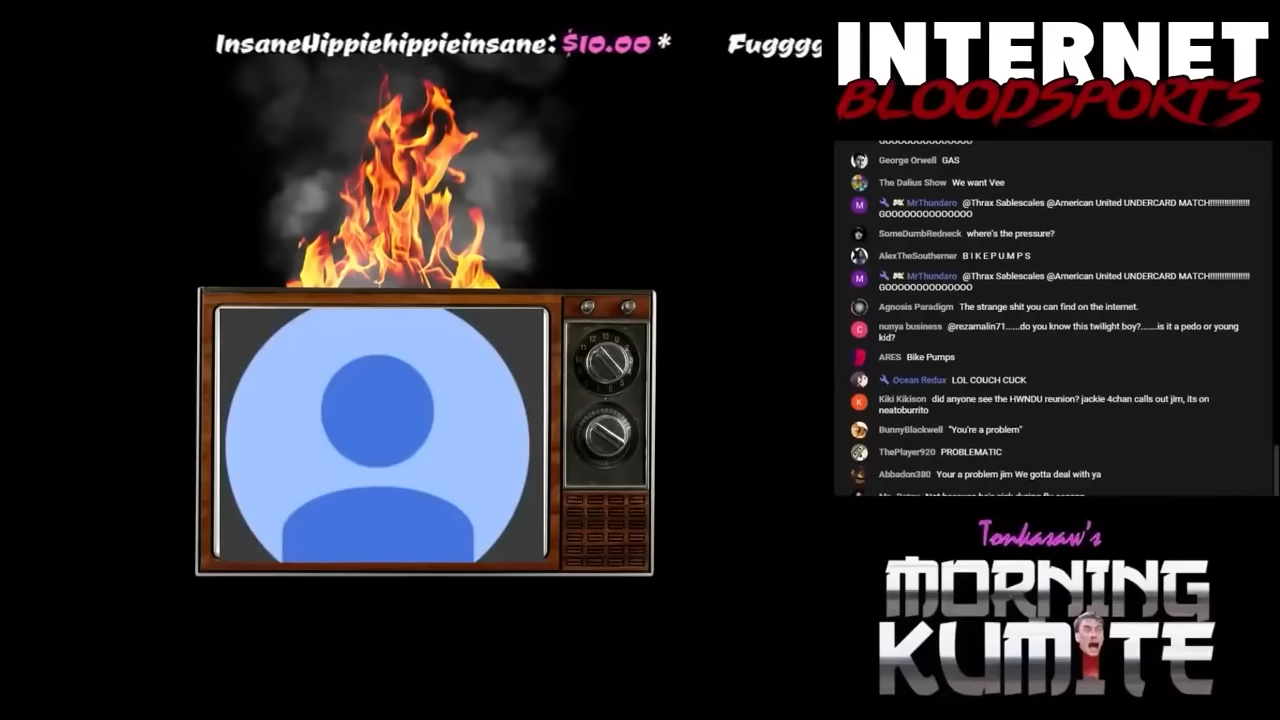 InsaneHippiehippieinsane: $10.00 * Fugggg
INTERNET
BLOODSPORTS
GOOOOOOOOOOOOOO
George Orwell GAS
The Dalius Show We want Vee
M MrThundaro @Thrax Sablescales @American United UNDERCARD MATCH!!!!!!!!!!!!!!!!!!
GOOOOOOOOOOOOOO
SomeDumbRedneck where's the pressure?
AlexTheSoutherner B I K E P U M P S
M MrThundaro @Thrax Sablescales @American United UNDERCARD MATCH!!!!!!!!!!!!!!!!!!
GOOOOOOOOOOOOOO
Agnosis Paradigm The strange shit you can find on the internet.
C nunya business @rezamalin71......do you know this twilight boy?.......is it a pedo or young
kid?
ARES Bike Pumps
Ocean Redux LOL COUCH CUCK
K Kiki Kikison did anyone see the HWNDU reunion? jackie 4chan calls out jim, its on
neatoburrito
BunnyBlackwell "You're a problem"
ThePlayer920 PROBLEMATIC
Abbadon380 Your a problem jim We gotta deal with ya
Tonkasaw's
MORNING
KUMITE